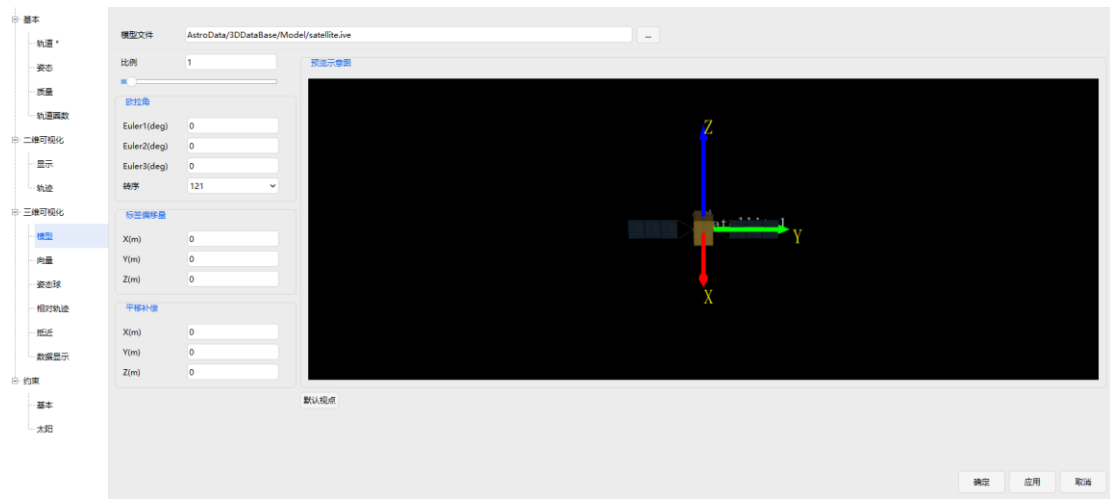 基本
轨道 *
姿态
质量
轨道圈数
二维可视化
显示
轨迹
三维可视化
模型
向量
姿态球
相对轨迹
抵近
数据显示
约束
基本
太阳
模型文件 AstroData/3DDataBase/Model/satellite.ive ...
比例 1
欧拉角
Euler1(deg) 0
Euler2(deg) 0
Euler3(deg) 0
转序 121
标签偏移量
X(m) 0
Y(m) 0
Z(m) 0
平移补偿
X(m) 0
Y(m) 0
Z(m) 0
预览示意图
Z
Y
X
默认视点
确定 应用 取消